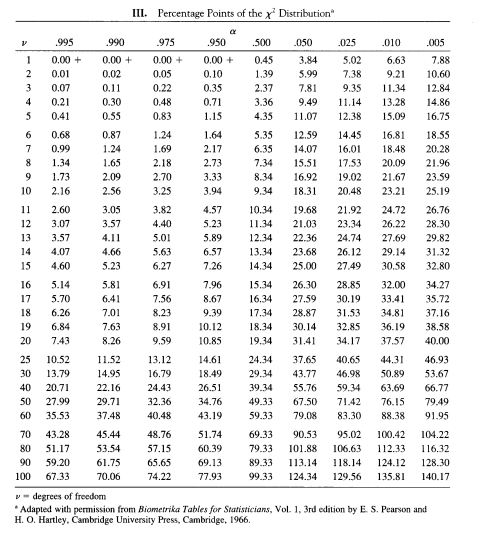 III. Percentage Points of the χ² Distributionᵃ
α
ν .995 .990 .975 .950 .500 .050 .025 .010 .005
1 0.00 + 0.00 + 0.00 + 0.00 + 0.45 3.84 5.02 6.63 7.88
2 0.01 0.02 0.05 0.10 1.39 5.99 7.38 9.21 10.60
3 0.07 0.11 0.22 0.35 2.37 7.81 9.35 11.34 12.84
4 0.21 0.30 0.48 0.71 3.36 9.49 11.14 13.28 14.86
5 0.41 0.55 0.83 1.15 4.35 11.07 12.38 15.09 16.75
6 0.68 0.87 1.24 1.64 5.35 12.59 14.45 16.81 18.55
7 0.99 1.24 1.69 2.17 6.35 14.07 16.01 18.48 20.28
8 1.34 1.65 2.18 2.73 7.34 15.51 17.53 20.09 21.96
9 1.73 2.09 2.70 3.33 8.34 16.92 19.02 21.67 23.59
10 2.16 2.56 3.25 3.94 9.34 18.31 20.48 23.21 25.19
11 2.60 3.05 3.82 4.57 10.34 19.68 21.92 24.72 26.76
12 3.07 3.57 4.40 5.23 11.34 21.03 23.34 26.22 28.30
13 3.57 4.11 5.01 5.89 12.34 22.36 24.74 27.69 29.82
14 4.07 4.66 5.63 6.57 13.34 23.68 26.12 29.14 31.32
15 4.60 5.23 6.27 7.26 14.34 25.00 27.49 30.58 32.80
16 5.14 5.81 6.91 7.96 15.34 26.30 28.85 32.00 34.27
17 5.70 6.41 7.56 8.67 16.34 27.59 30.19 33.41 35.72
18 6.26 7.01 8.23 9.39 17.34 28.87 31.53 34.81 37.16
19 6.84 7.63 8.91 10.12 18.34 30.14 32.85 36.19 38.58
20 7.43 8.26 9.59 10.85 19.34 31.41 34.17 37.57 40.00
25 10.52 11.52 13.12 14.61 24.34 37.65 40.65 44.31 46.93
30 13.79 14.95 16.79 18.49 29.34 43.77 46.98 50.89 53.67
40 20.71 22.16 24.43 26.51 39.34 55.76 59.34 63.69 66.77
50 27.99 29.71 32.36 34.76 49.33 67.50 71.42 76.15 79.49
60 35.53 37.48 40.48 43.19 59.33 79.08 83.30 88.38 91.95
70 43.28 45.44 48.76 51.74 69.33 90.53 95.02 100.42 104.22
80 51.17 53.54 57.15 60.39 79.33 101.88 106.63 112.33 116.32
90 59.20 61.75 65.65 69.13 89.33 113.14 118.14 124.12 128.30
100 67.33 70.06 74.22 77.93 99.33 124.34 129.56 135.81 140.17
ν = degrees of freedom
ᵃ Adapted with permission from Biometrika Tables for Statisticians, Vol. 1, 3rd edition by E. S. Pearson and
H. O. Hartley, Cambridge University Press, Cambridge, 1966.